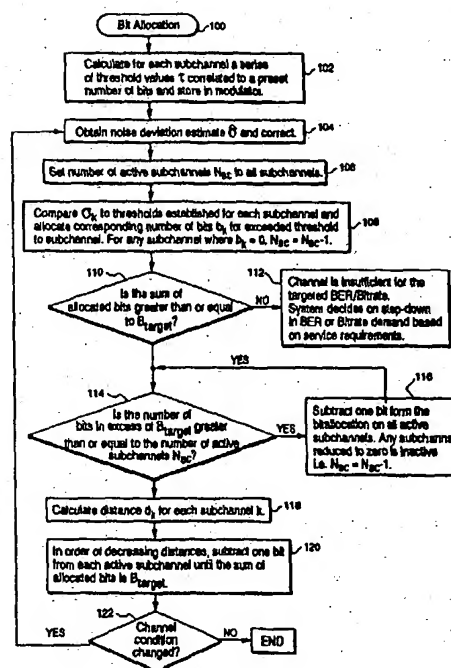 Bit Allocation
100
Calculate for each subchannel a series
of threshold values τ correlated to a preset
number of bits and store in modulator.
102
Obtain noise deviation estimate σ̂ and correct.
104
Set number of active subchannels NSC to all subchannels.
106
Compare σk to thresholds established for each subchannel and
allocate corresponding number of bits bk for exceeded threshold
to subchannel. For any subchannel where bk = 0, NSC = NSC-1.
108
110
Is the sum of
allocated bits greater than or equal
to Btarget?
NO
112
Channel is insufficient for the
targeted BER/Bitrate.
System decides on step-down
in BER or Bitrate demand based
on service requirements.
YES
114
Is the number of
bits in excess of Btarget greater
than or equal to the number of active
subchannels NSC?
YES
116
Subtract one bit form the
bitallocation on all active
subchannels. Any subchannel
reduced to zero is inactive
i.e. NSC = NSC-1.
Calculate distance dk for each subchannel k.
118
In order of decreasing distances, subtract one bit
from each active subchannel until the sum of
allocated bits is Btarget.
120
122
YES
Channel
condition
changed?
NO
END